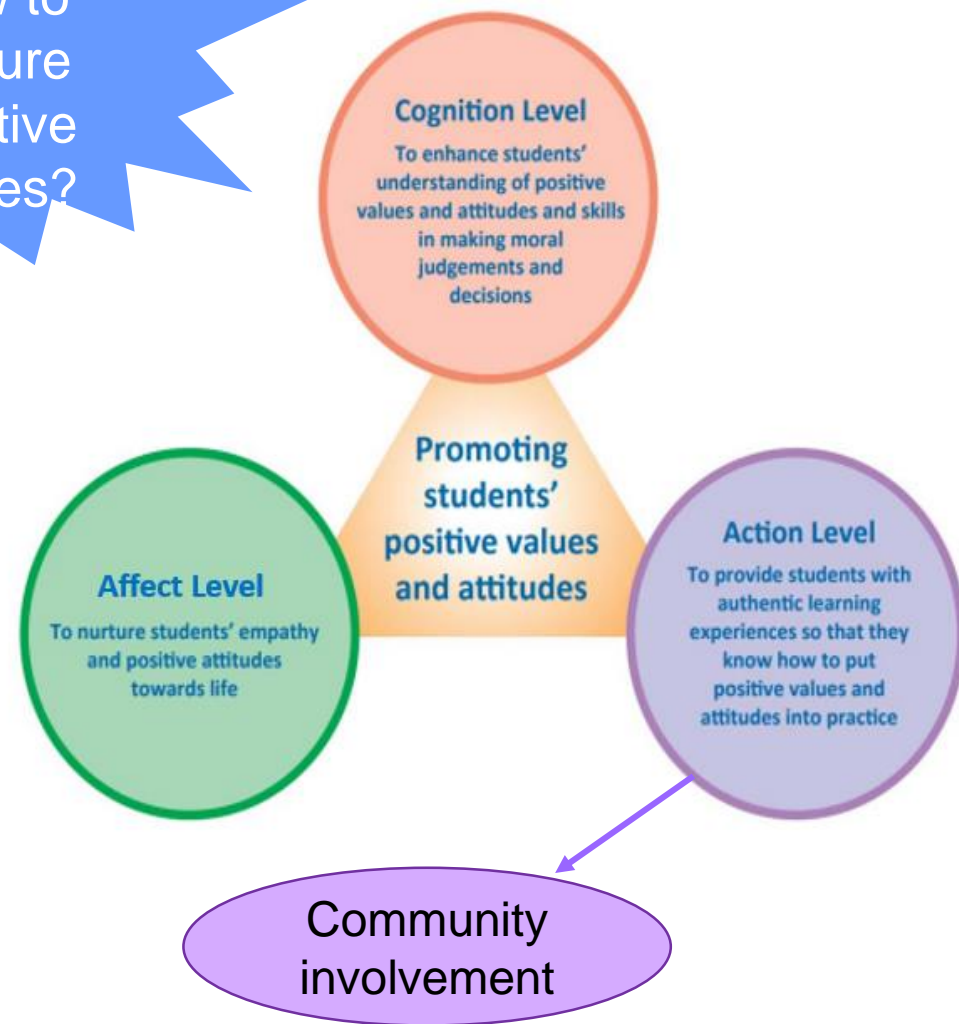 to
ure
tive
es?
Cognition Level
To enhance students'
understanding of positive
values and attitudes and skills
in making moral
judgements and
decisions
Promoting
students'
positive values
and attitudes
Affect Level
To nurture students' empathy
and positive attitudes
towards life
Action Level
To provide students with
authentic learning
experiences so that they
know how to put
positive values and
attitudes into practice
Community
involvement